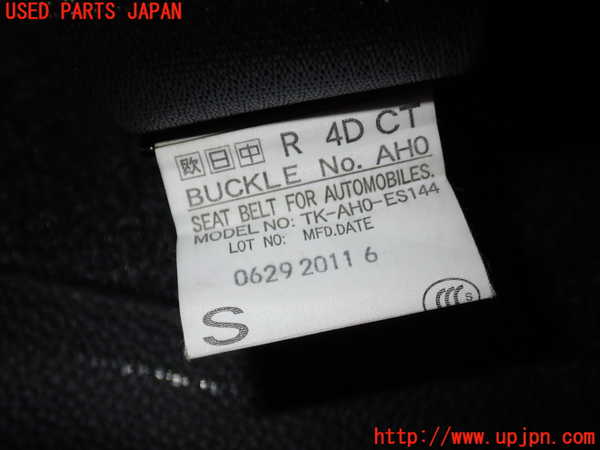 USED PARTS JAPAN
欧 日 中 R 4D CT
BUCKLE No. AH0
SEAT BELT FOR AUTOMOBILES.
MODEL NO: TK-AH0-ES144
LOT NO: MFD.DATE
0629 2011 6
S
CCC S
http://www.upjpn.com/